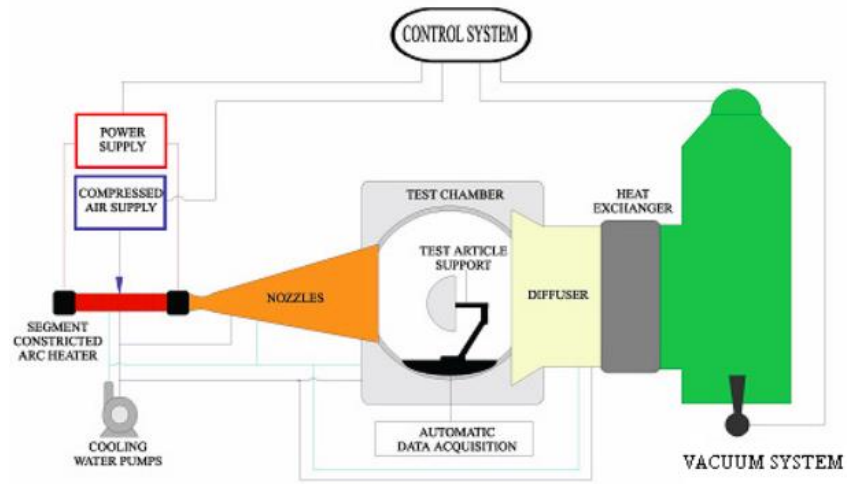 CONTROL SYSTEM
POWER
SUPPLY
COMPRESSED
AIR SUPPLY
TEST CHAMBER
HEAT
EXCHANGER
TEST ARTICLE
SUPPORT
NOZZLES
DIFFUSER
SEGMENT
CONSTRICTED
ARC HEATER
AUTOMATIC
DATA ACQUISITION
COOLING
WATER PUMPS
VACUUM SYSTEM